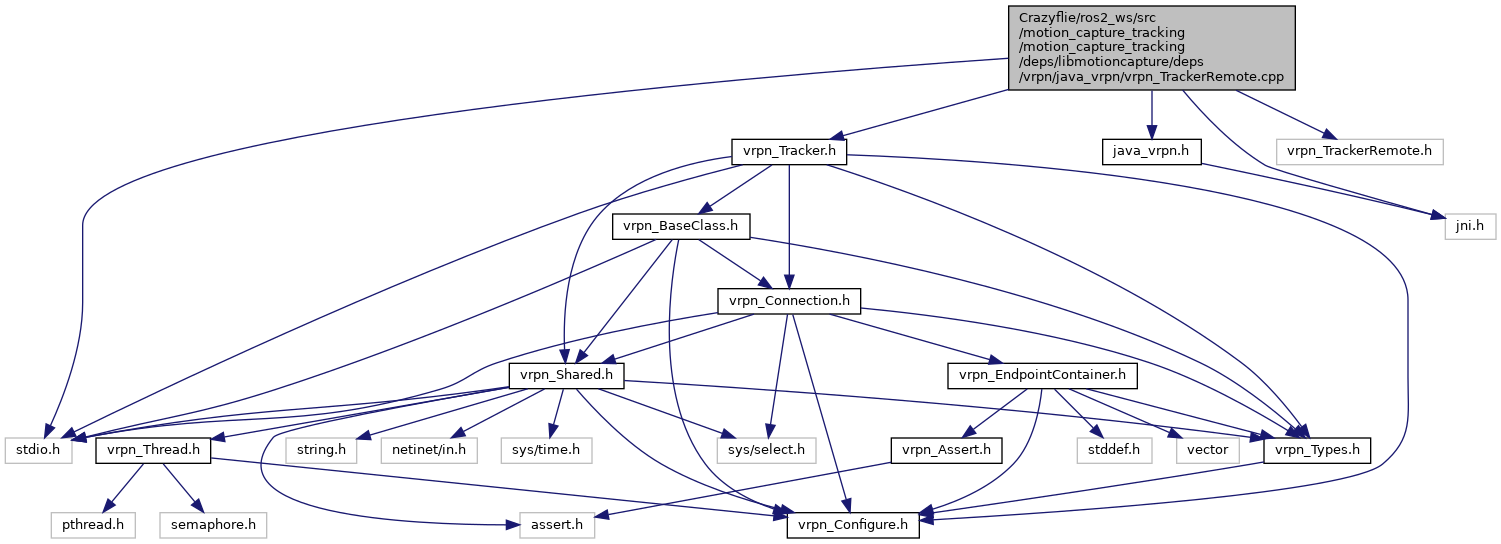 Crazyflie/ros2_ws/src
/motion_capture_tracking
/motion_capture_tracking
/deps/libmotioncapture/deps
/vrpn/java_vrpn/vrpn_TrackerRemote.cpp
vrpn_Tracker.h
java_vrpn.h
vrpn_TrackerRemote.h
vrpn_BaseClass.h
jni.h
vrpn_Connection.h
vrpn_Shared.h
vrpn_EndpointContainer.h
stdio.h
vrpn_Thread.h
string.h
netinet/in.h
sys/time.h
sys/select.h
vrpn_Assert.h
stddef.h
vector
vrpn_Types.h
pthread.h
semaphore.h
assert.h
vrpn_Configure.h